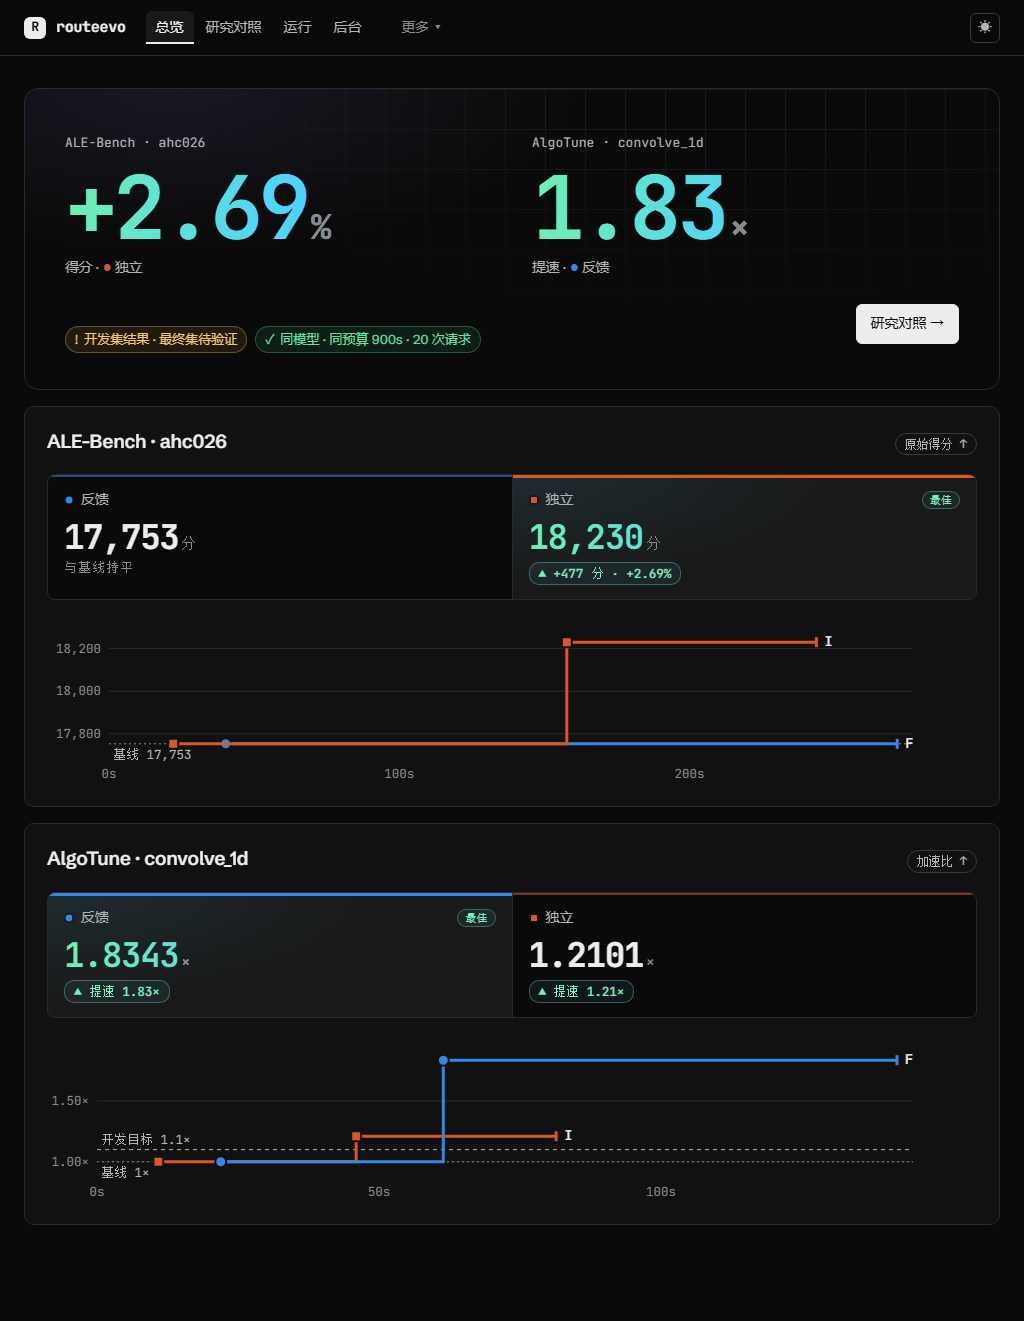 R routeevo 总览 研究对照 运行 后台 更多 ▾
ALE-Bench · ahc026
+2.69%
得分 · 独立
AlgoTune · convolve_1d
1.83×
提速 · 反馈
! 开发集结果 · 最终集待验证
✓ 同模型 · 同预算 900s · 20 次请求
研究对照 →
ALE-Bench · ahc026
原始得分 ↑
反馈
17,753 分
与基线持平
独立
最佳
18,230 分
▲ +477 分 · +2.69%
18,200
18,000
17,800
基线 17,753
I
F
0s 100s 200s
AlgoTune · convolve_1d
加速比 ↑
反馈
最佳
1.8343 ×
▲ 提速 1.83×
独立
1.2101 ×
▲ 提速 1.21×
F
1.50×
开发目标 1.1×
I
1.00×
基线 1×
0s 50s 100s